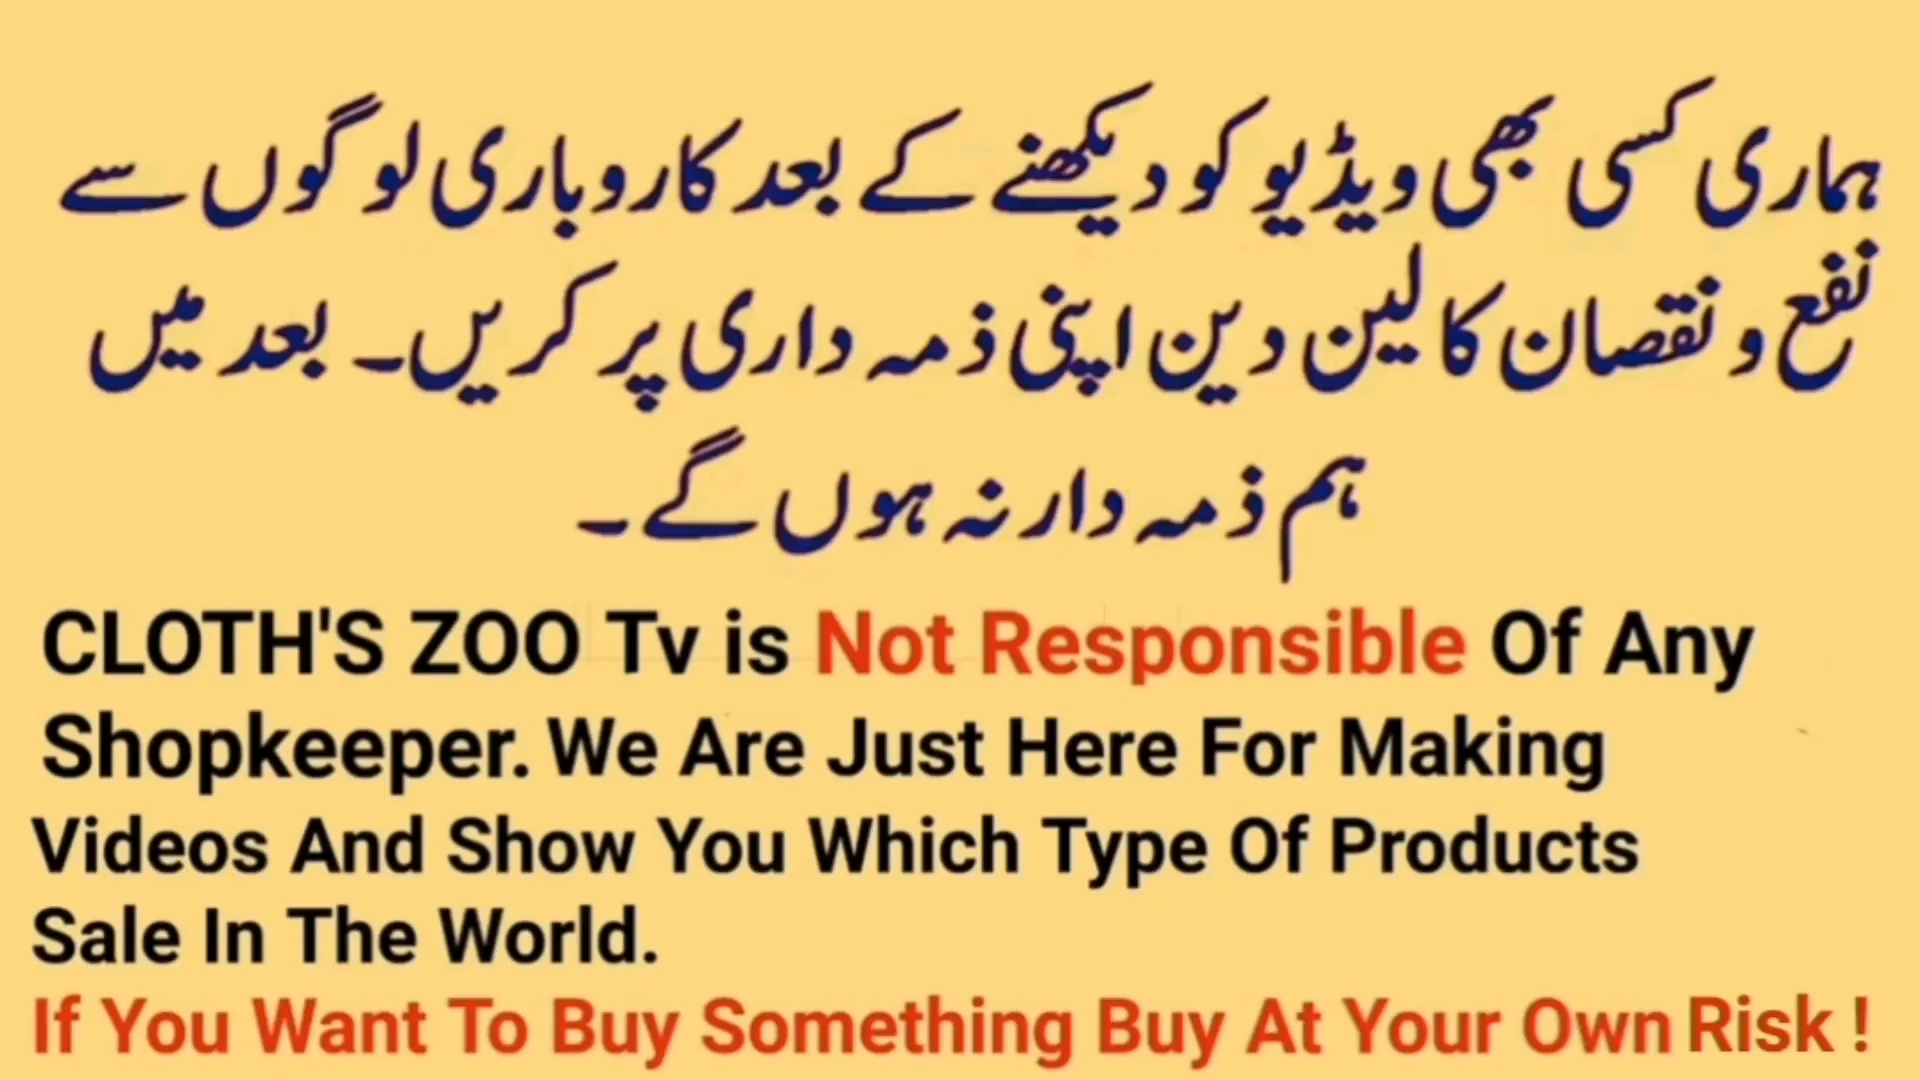 ہماری کسی بھی ویڈیو کو دیکھنے کے بعد کاروباری لوگوں سے
نفع و نقصان کا لین دین اپنی ذمہ داری پر کریں۔ بعد میں
ہم ذمہ دار نہ ہوں گے۔
CLOTH'S ZOO Tv is Not Responsible Of Any
Shopkeeper. We Are Just Here For Making
Videos And Show You Which Type Of Products
Sale In The World.
If You Want To Buy Something Buy At Your Own Risk !